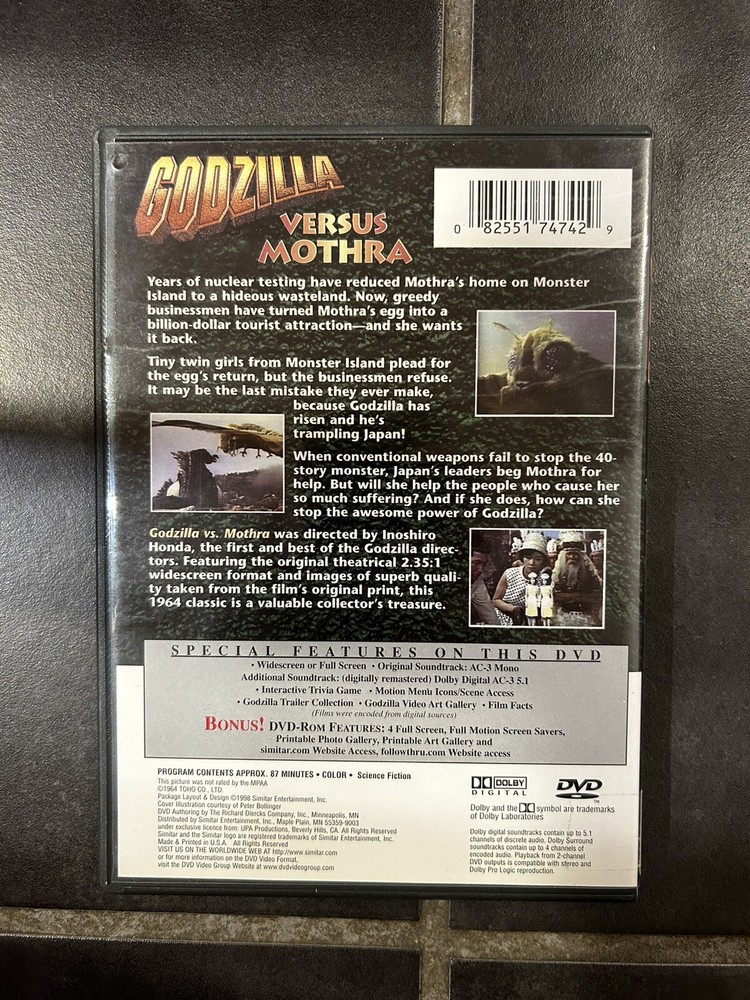 GODZILLA
VERSUS
MOTHRA
0 82551 74742 9
Years of nuclear testing have reduced Mothra's home on Monster
Island to a hideous wasteland. Now, greedy
businessmen have turned Mothra's egg into a
billion-dollar tourist attraction—and she wants
it back.
Tiny twin girls from Monster Island plead for
the egg's return, but the businessmen refuse.
It may be the last mistake they ever make,
because Godzilla has
risen and he's
trampling Japan!
When conventional weapons fail to stop the 40-
story monster, Japan's leaders beg Mothra for
help. But will she help the people who cause her
so much suffering? And if she does, how can she
stop the awesome power of Godzilla?
Godzilla vs. Mothra was directed by Inoshiro
Honda, the first and best of the Godzilla direc-
tors. Featuring the original theatrical 2.35:1
widescreen format and images of superb quali-
ty taken from the film's original print, this
1964 classic is a valuable collector's treasure.
SPECIAL FEATURES ON THIS DVD
• Widescreen or Full Screen • Original Soundtrack: AC-3 Mono
Additional Soundtrack: (digitally remastered) Dolby Digital AC-3 5.1
• Interactive Trivia Game • Motion Menu Icons/Scene Access
• Godzilla Trailer Collection • Godzilla Video Art Gallery • Film Facts
(Films were encoded from digital sources)
BONUS! DVD-ROM FEATURES: 4 Full Screen, Full Motion Screen Savers,
Printable Photo Gallery, Printable Art Gallery and
simitar.com Website Access, followthru.com Website access
PROGRAM CONTENTS APPROX. 87 MINUTES • COLOR • Science Fiction
This picture was not rated by the MPAA
©1964 TOHO CO., LTD.
Package Layout & Design ©1998 Simitar Entertainment, Inc.
Cover Illustration courtesy of Peter Bollinger
DVD Authoring by The Richard Diercks Company, Inc., Minneapolis, MN
Distributed by Simitar Entertainment, Inc., Maple Plain, MN 55359-9003
under exclusive licence from: UPA Productions, Beverly Hills, CA. All Rights Reserved
Simitar and the Simitar logo are registered trademarks of Simitar Entertainment, Inc.
Made & Printed in U.S.A. All Rights Reserved
VISIT US ON THE WORLDWIDE WEB AT http://www.simitar.com
or for more information on the DVD Video Format,
visit the DVD Video Group Website at www.dvdvideogroup.com
DOLBY
DIGITAL
DVD
TM
Dolby and the symbol are trademarks
of Dolby Laboratories
Dolby digital soundtracks contain up to 5.1
channels of discrete audio. Dolby Surround
soundtracks contain up to 4 channels of
encoded audio. Playback from 2-channel
DVD outputs is compatible with stereo and
Dolby Pro Logic reproduction.